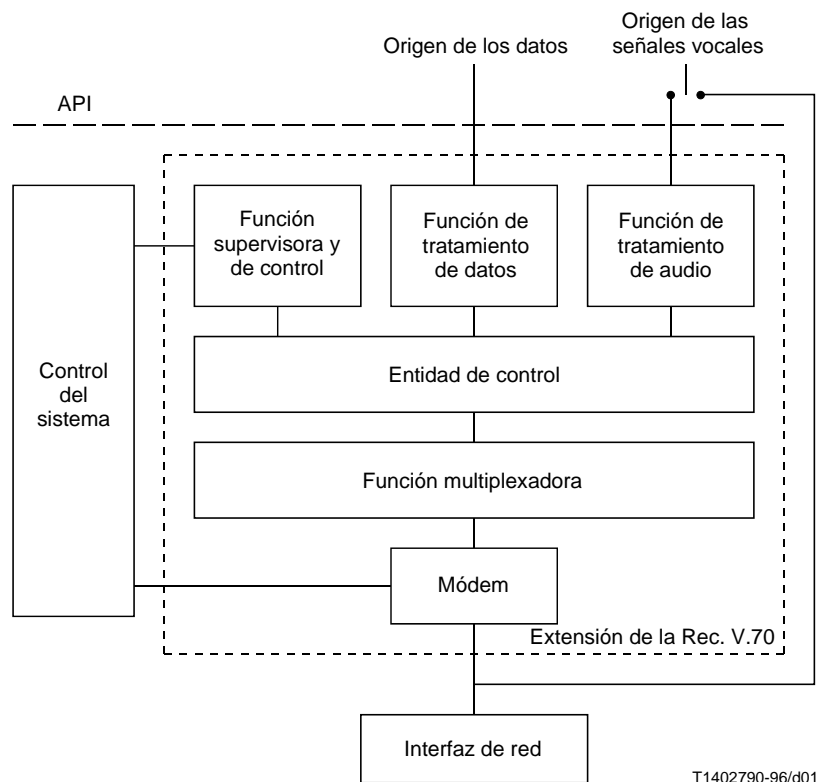 Origen de los datos
Origen de las
señales vocales
API
Función
supervisora y
de control
Función de
tratamiento
de datos
Función de
tratamiento
de audio
Control
del
sistema
Entidad de control
Función multiplexadora
Módem
Extensión de la Rec. V.70
Interfaz de red
T1402790-96/d01